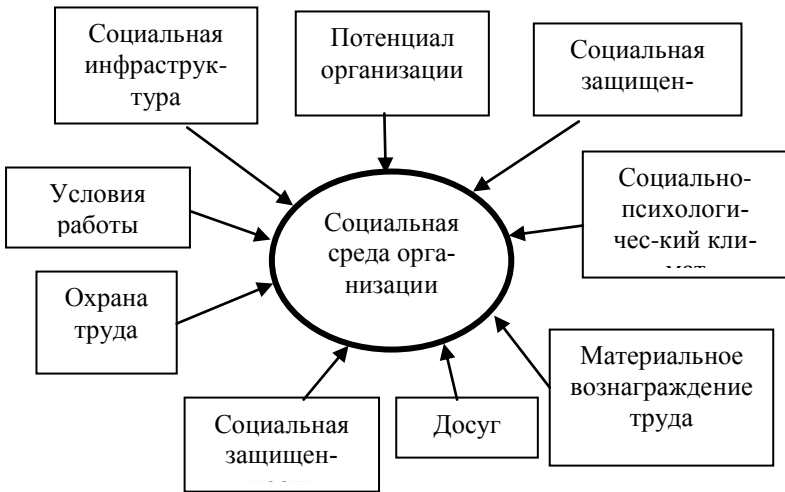 Социальная
инфраструк-
тура
Потенциал
организации
Социальная
защищен-
Условия
работы
Социальная
среда орга-
низации
Социально-
психологи-
чес-кий кли-
мат
Охрана
труда
Материальное
вознаграждение
труда
Социальная
защищен-
Досуг